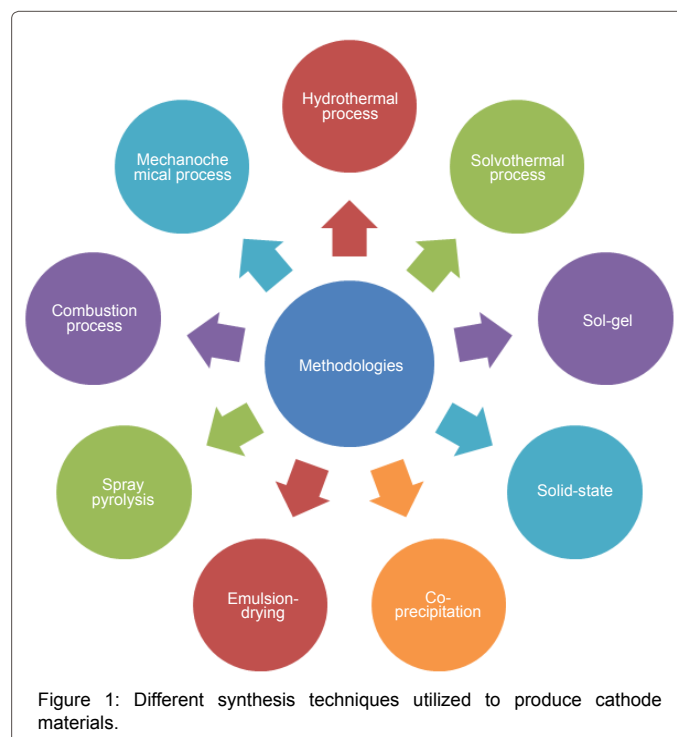 Hydrothermal
process
Solvothermal
process
Sol-gel
Solid-state
Co-
precipitation
Emulsion-
drying
Spray
pyrolysis
Combustion
process
Mechanoche
mical process
Methodologies
Figure 1: Different synthesis techniques utilized to produce cathode
materials.